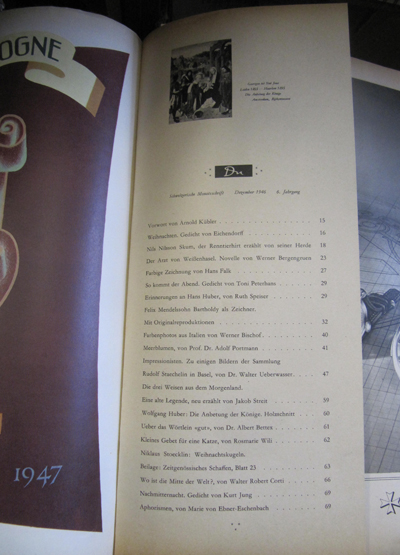 OGNE
1947
Du
Schweizerische Monatsschrift Dezember 1946 6. Jahrgang
Vorwort von Arnold Kübler 15
Weihnachten. Gedicht von Eichendorff 16
Nila Nilsson Skum, der Renntierhirt erzählt von seiner Herde 18
Der Arzt von Weißenhasel. Novelle von Werner Bergengruen 23
Farbige Zeichnung von Hans Falk 27
So kommt der Abend. Gedicht von Toni Peterhans 29
Erinnerungen an Hans Huber, von Ruth Speiser 29
Felix Mendelssohn Bartholdy als Zeichner.
Mit Originalreproduktionen 32
Farbenphotos aus Italien von Werner Bischof 40
Meerblumen, von Prof. Dr. Adolf Portmann 41
Impressionisten. Zu einigen Bildern der Sammlung
Rudolf Staechelin in Basel, von Dr. Walter Ueberwasser 47
Die drei Weisen aus dem Morgenland.
Eine alte Legende, neu erzählt von Jakob Streit 59
Wolfgang Huber: Die Anbetung der Könige. Holzschnitt 60
Ueber das Wörtlein «gut», von Dr. Albert Bettex 61
Kleines Gebet für eine Katze, von Rosmarie Wili 62
Niklaus Stoecklin: Weihnachtskugeln.
Beilage: Zeitgenössisches Schaffen, Blatt 23 63
Wo ist die Mitte der Welt?, von Walter Robert Corti 66
Nachwinternacht. Gedicht von Kurt Jung 69
Aphorismen, von Marie von Ebner-Eschenbach 69